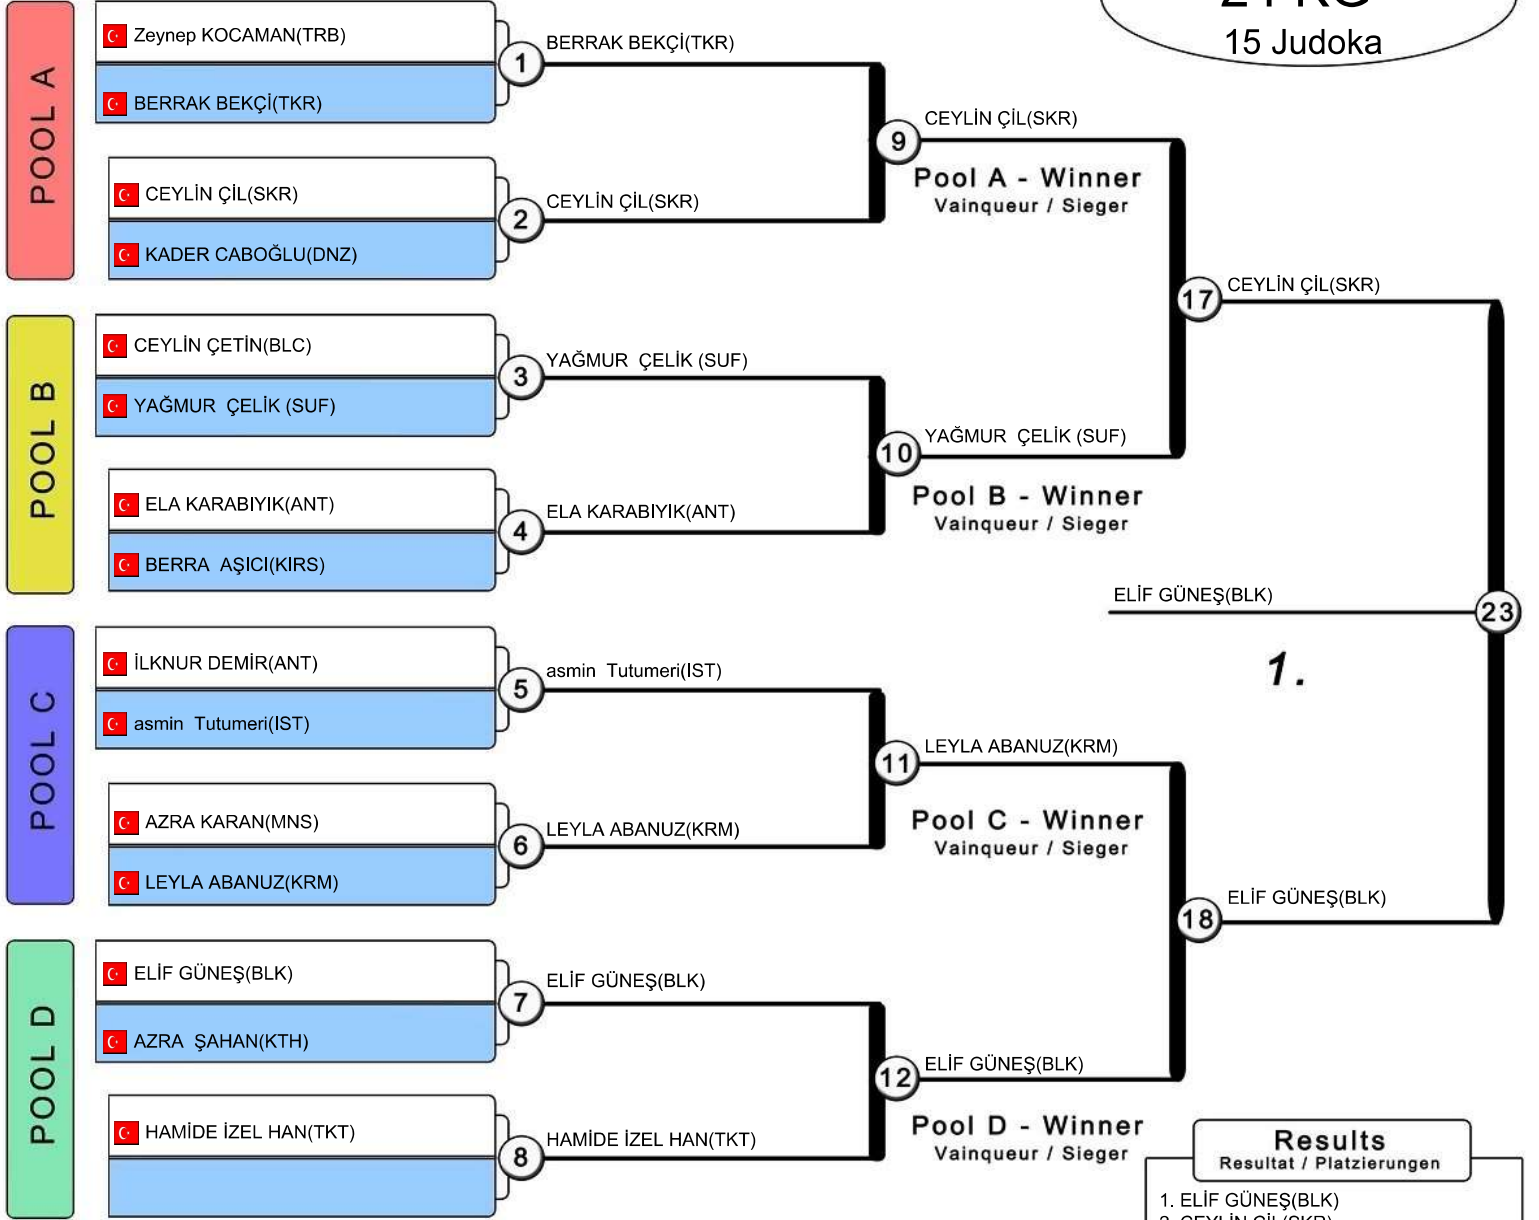 15 Judoka
POOL A
Zeynep KOCAMAN(TRB)
BERRAK BEKÇİ(TKR)
1
BERRAK BEKÇİ(TKR)
CEYLİN ÇİL(SKR)
KADER CABOĞLU(DNZ)
2
CEYLİN ÇİL(SKR)
9
CEYLİN ÇİL(SKR)
Pool A - Winner
Vainqueur / Sieger
POOL B
CEYLİN ÇETİN(BLC)
YAĞMUR  ÇELİK (SUF)
3
YAĞMUR  ÇELİK (SUF)
ELA KARABIYIK(ANT)
BERRA  AŞICI(KIRS)
4
ELA KARABIYIK(ANT)
10
YAĞMUR  ÇELİK (SUF)
Pool B - Winner
Vainqueur / Sieger
17
CEYLİN ÇİL(SKR)
POOL C
İLKNUR DEMİR(ANT)
asmin  Tutumeri(İST)
5
asmin  Tutumeri(İST)
AZRA KARAN(MNS)
LEYLA ABANUZ(KRM)
6
LEYLA ABANUZ(KRM)
11
LEYLA ABANUZ(KRM)
Pool C - Winner
Vainqueur / Sieger
POOL D
ELİF GÜNEŞ(BLK)
AZRA  ŞAHAN(KTH)
7
ELİF GÜNEŞ(BLK)
HAMİDE İZEL HAN(TKT)
8
HAMİDE İZEL HAN(TKT)
12
ELİF GÜNEŞ(BLK)
Pool D - Winner
Vainqueur / Sieger
18
ELİF GÜNEŞ(BLK)
ELİF GÜNEŞ(BLK)
23
1.
Results
Resultat / Platzierungen
1. ELİF GÜNEŞ(BLK)
2. CEYLİN ÇİL(SKR)